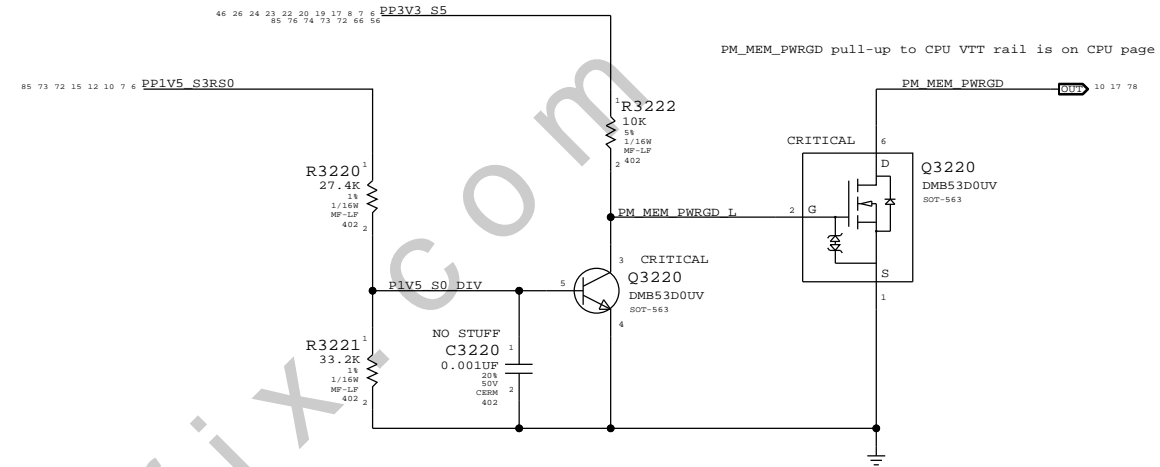 46 26 24 23 22 20 19 17 8 7 6 PP3V3_S5
85 76 74 73 72 66 56
PM_MEM_PWRGD pull-up to CPU VTT rail is on CPU page
85 73 72 15 12 10 7 6 PP1V5_S3RS0
PM_MEM_PWRGD
OUT 10 17 78
1
R3222
10K
5%
1/16W
MF-LF
402
2
CRITICAL
6
D
Q3220
DMB53D0UV
SOT-563
2
G
S
1
R3220
1
27.4K
1%
1/16W
MF-LF
402
2
PM_MEM_PWRGD_L
3
CRITICAL
Q3220
DMB53D0UV
SOT-563
5
4
P1V5_S0_DIV
R3221
1
33.2K
1%
1/16W
MF-LF
402
2
NO STUFF
C3220
1
0.001UF
20%
50V
CERM
402
2
fix.com